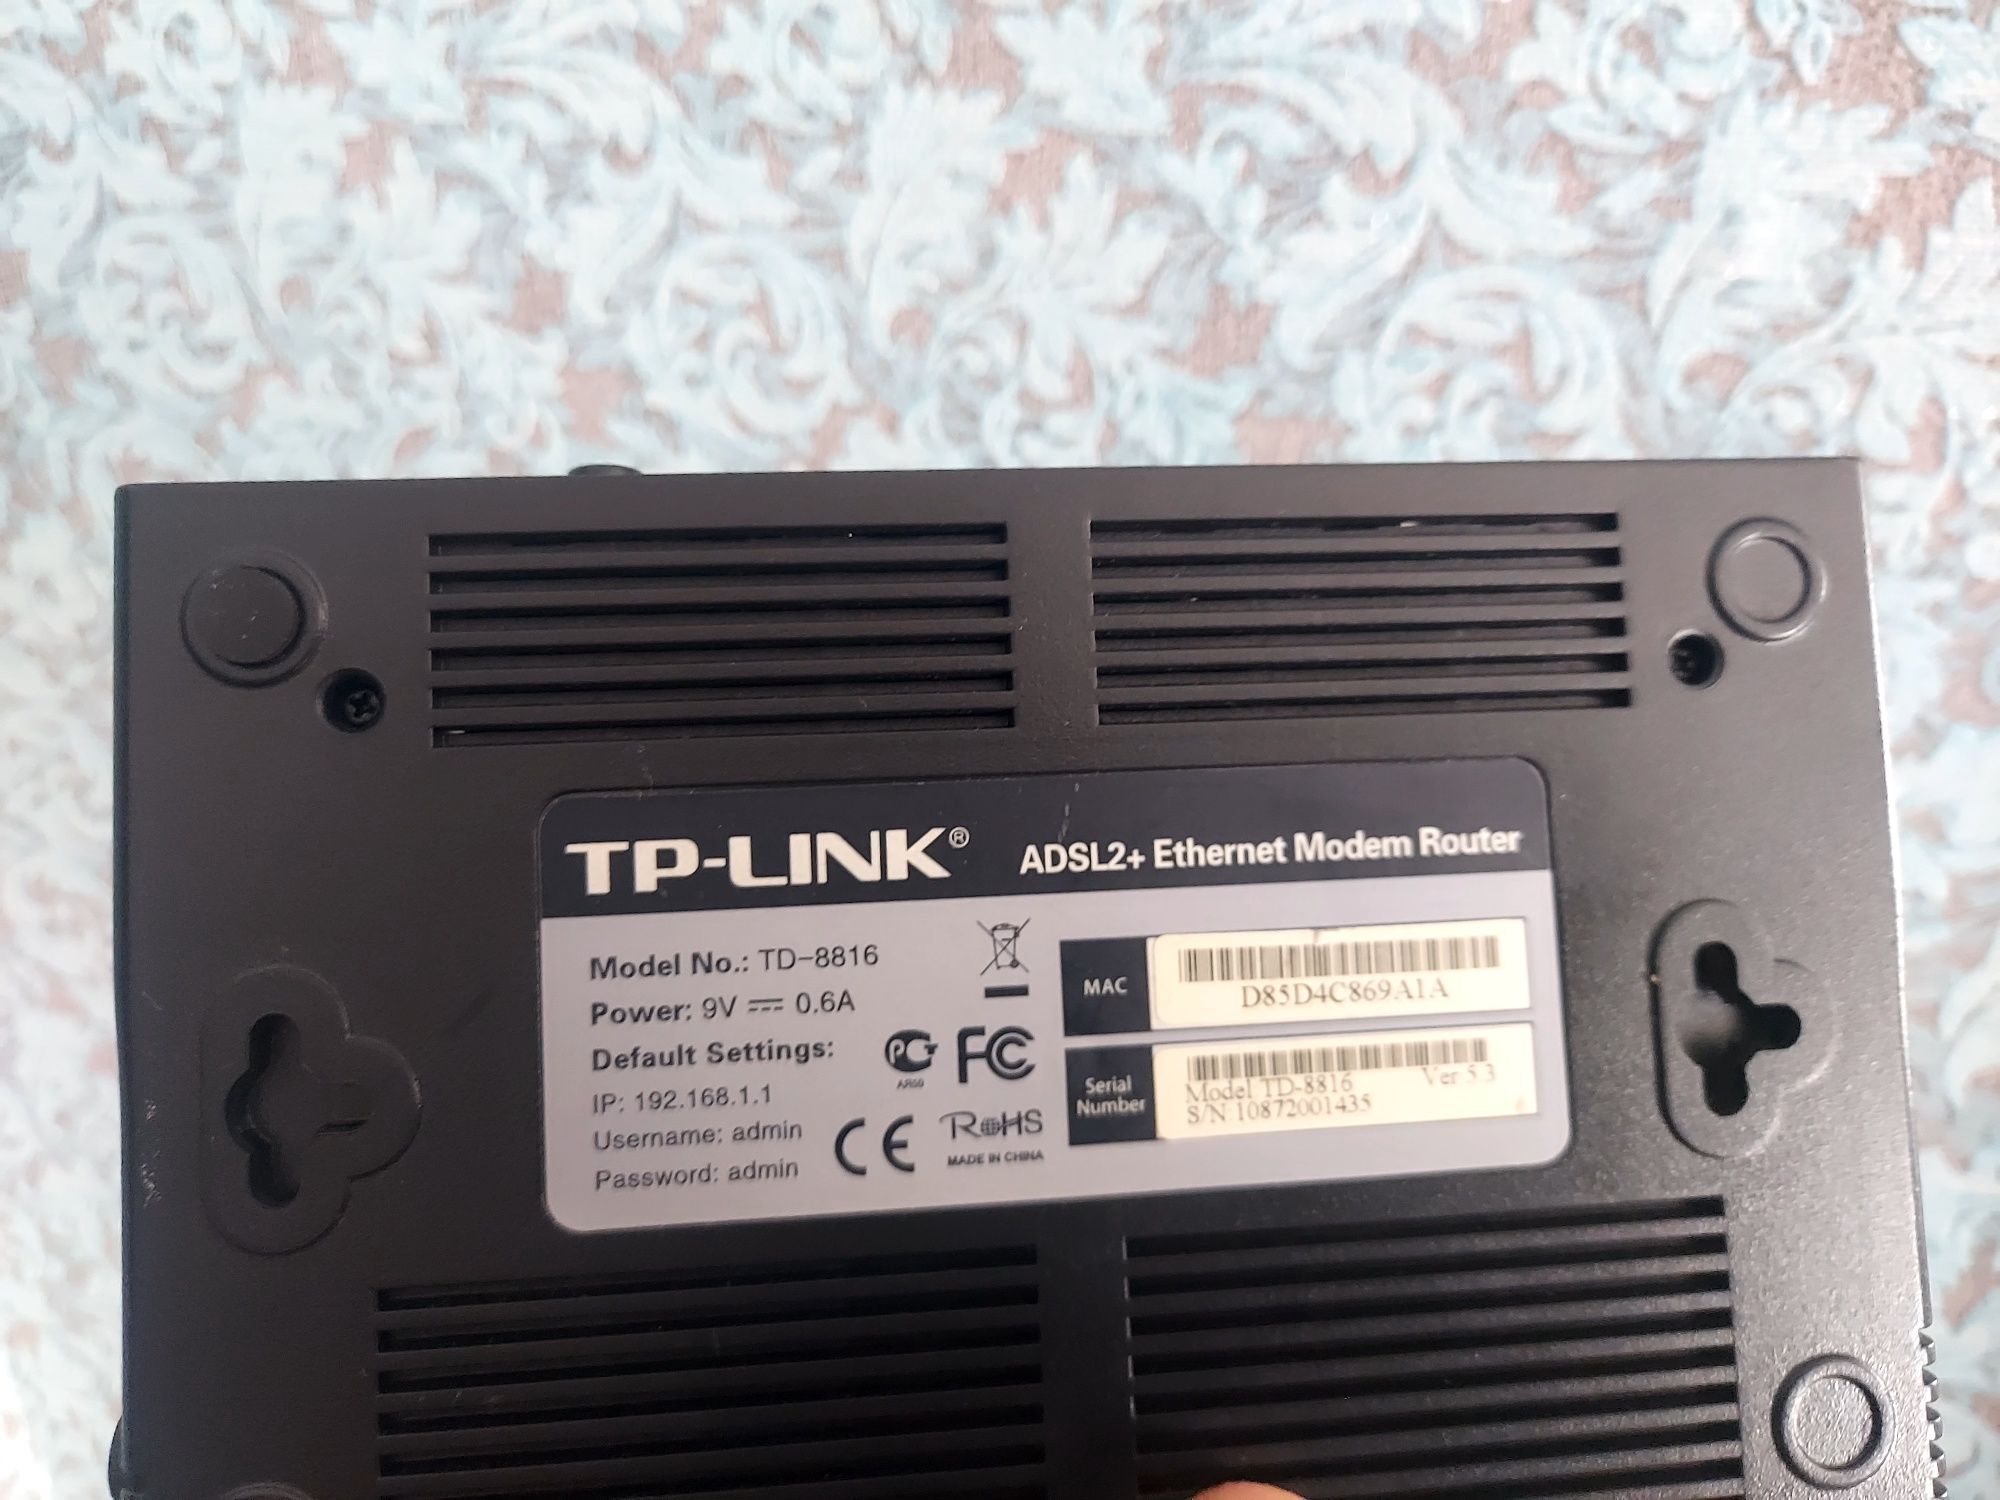 TP-LINK®
ADSL2+ Ethernet Modem Router
Model No.: TD-8816
Power: 9V ⎓ 0.6A
Default Settings:
IP: 192.168.1.1
Username: admin
Password: admin
PCT
AR69
FC
CE
RoHS
MADE IN CHINA
MAC
D85D4C869A1A
Serial
Number
Model TD-8816 Ver 5.3
S/N 10872001435